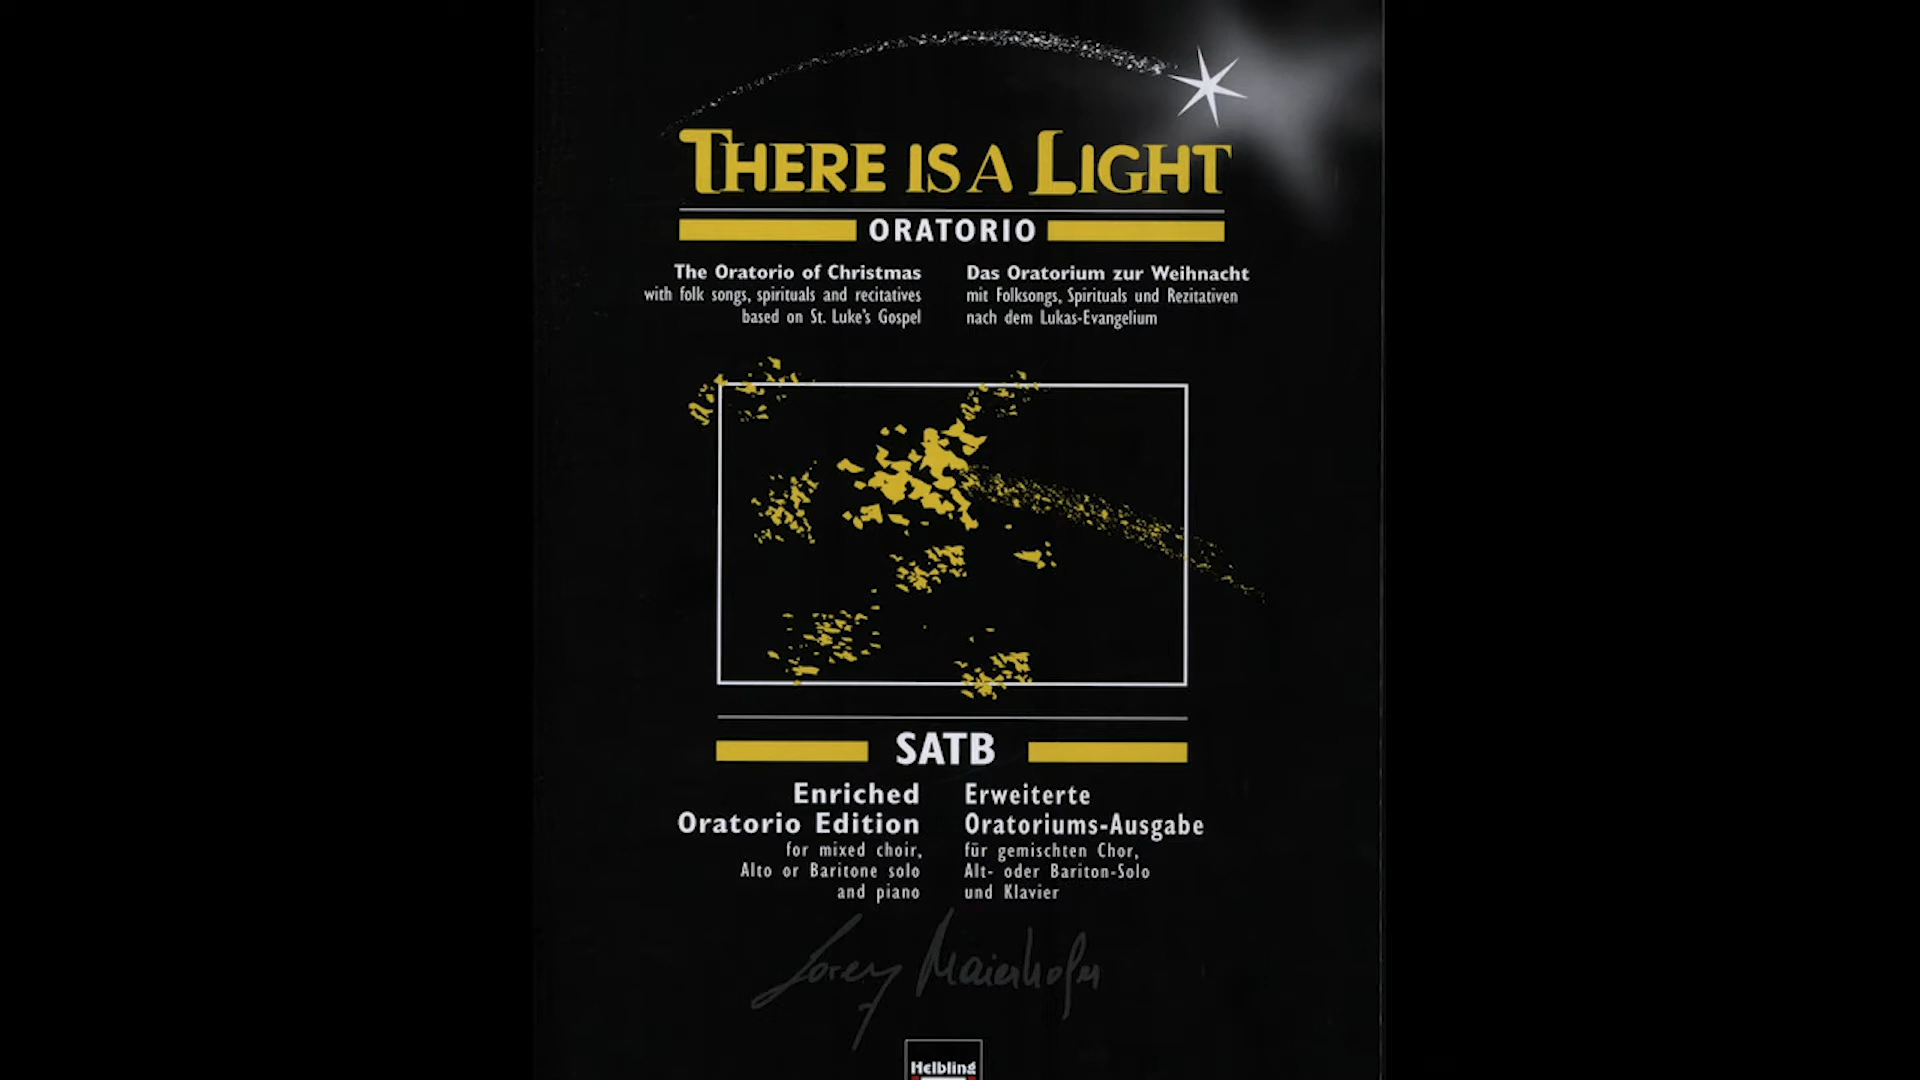 THERE IS A LIGHT
ORATORIO
The Oratorio of Christmas
with folk songs, spirituals and recitatives
based on St. Luke's Gospel
Das Oratorium zur Weihnacht
mit Folksongs, Spirituals und Rezitativen
nach dem Lukas-Evangelium
SATB
Enriched
Oratorio Edition
for mixed choir,
Alto or Baritone solo
and piano
Erweiterte
Oratoriums-Ausgabe
für gemischten Chor,
Alt- oder Bariton-Solo
und Klavier
Lorenz Maierhofer
Helbling